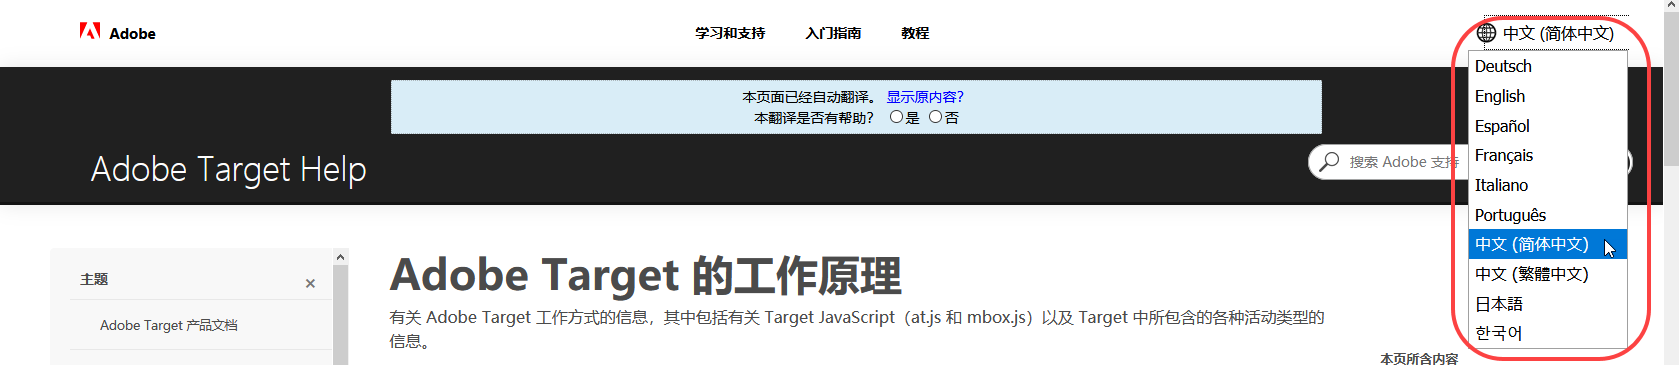 Adobe
学习和支持
入门指南
教程
中文 (简体中文)
Deutsch
English
Español
Français
Italiano
Português
中文 (简体中文)
中文 (繁體中文)
日本語
한국어
本页面已经自动翻译。 显示原内容？
本翻译是否有帮助？ 是 否
Adobe Target Help
搜索 Adobe 支持
主题
Adobe Target 产品文档
Adobe Target 的工作原理
有关 Adobe Target 工作方式的信息，其中包括有关 Target JavaScript（at.js 和 mbox.js）以及 Target 中所包含的各种活动类型的
信息。
本页所含内容